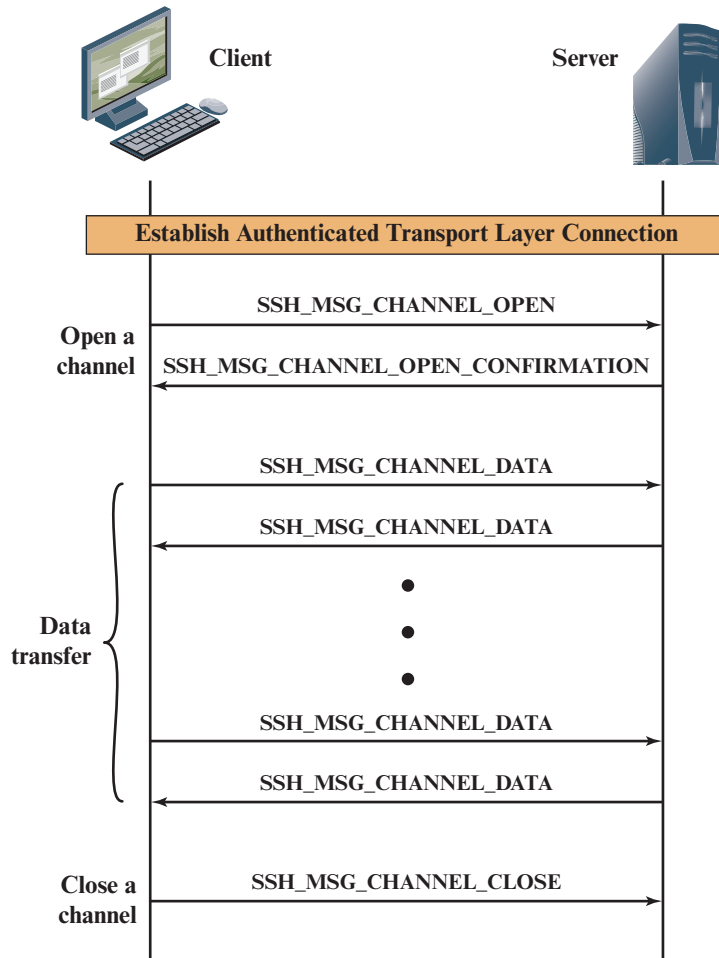 Client
Server
Establish Authenticated Transport Layer Connection
SSH_MSG_CHANNEL_OPEN
Open a
channel
SSH_MSG_CHANNEL_OPEN_CONFIRMATION
SSH_MSG_CHANNEL_DATA
SSH_MSG_CHANNEL_DATA
Data
transfer
SSH_MSG_CHANNEL_DATA
SSH_MSG_CHANNEL_DATA
Close a
channel
SSH_MSG_CHANNEL_CLOSE